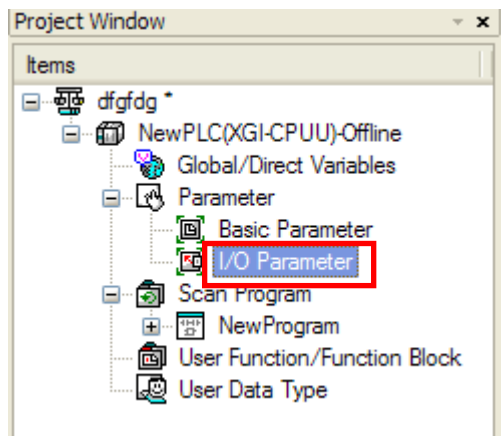 Project Window
Items
dfgfdg *
NewPLC(XGI-CPUU)-Offline
Global/Direct Variables
Parameter
Basic Parameter
I/O Parameter
Scan Program
NewProgram
User Function/Function Block
User Data Type